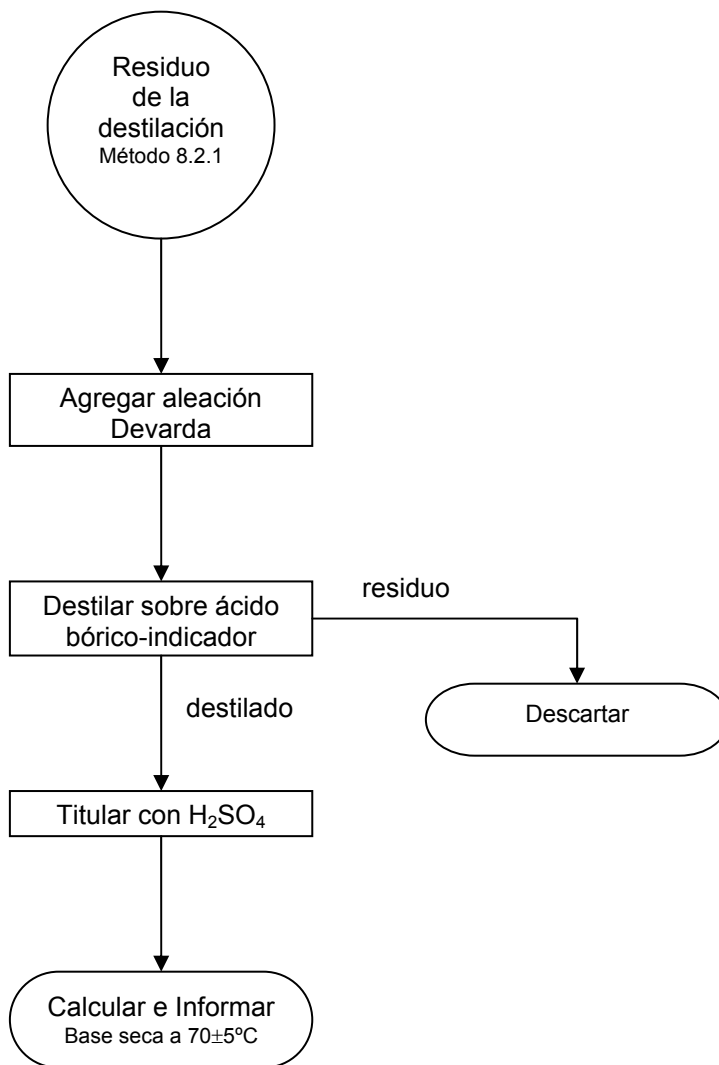 Residuo
de la
destilación
Método 8.2.1
Agregar aleación
Devarda
Destilar sobre ácido
bórico-indicador
residuo
Descartar
destilado
Titular con H₂SO₄
Calcular e Informar
Base seca a 70±5ºC